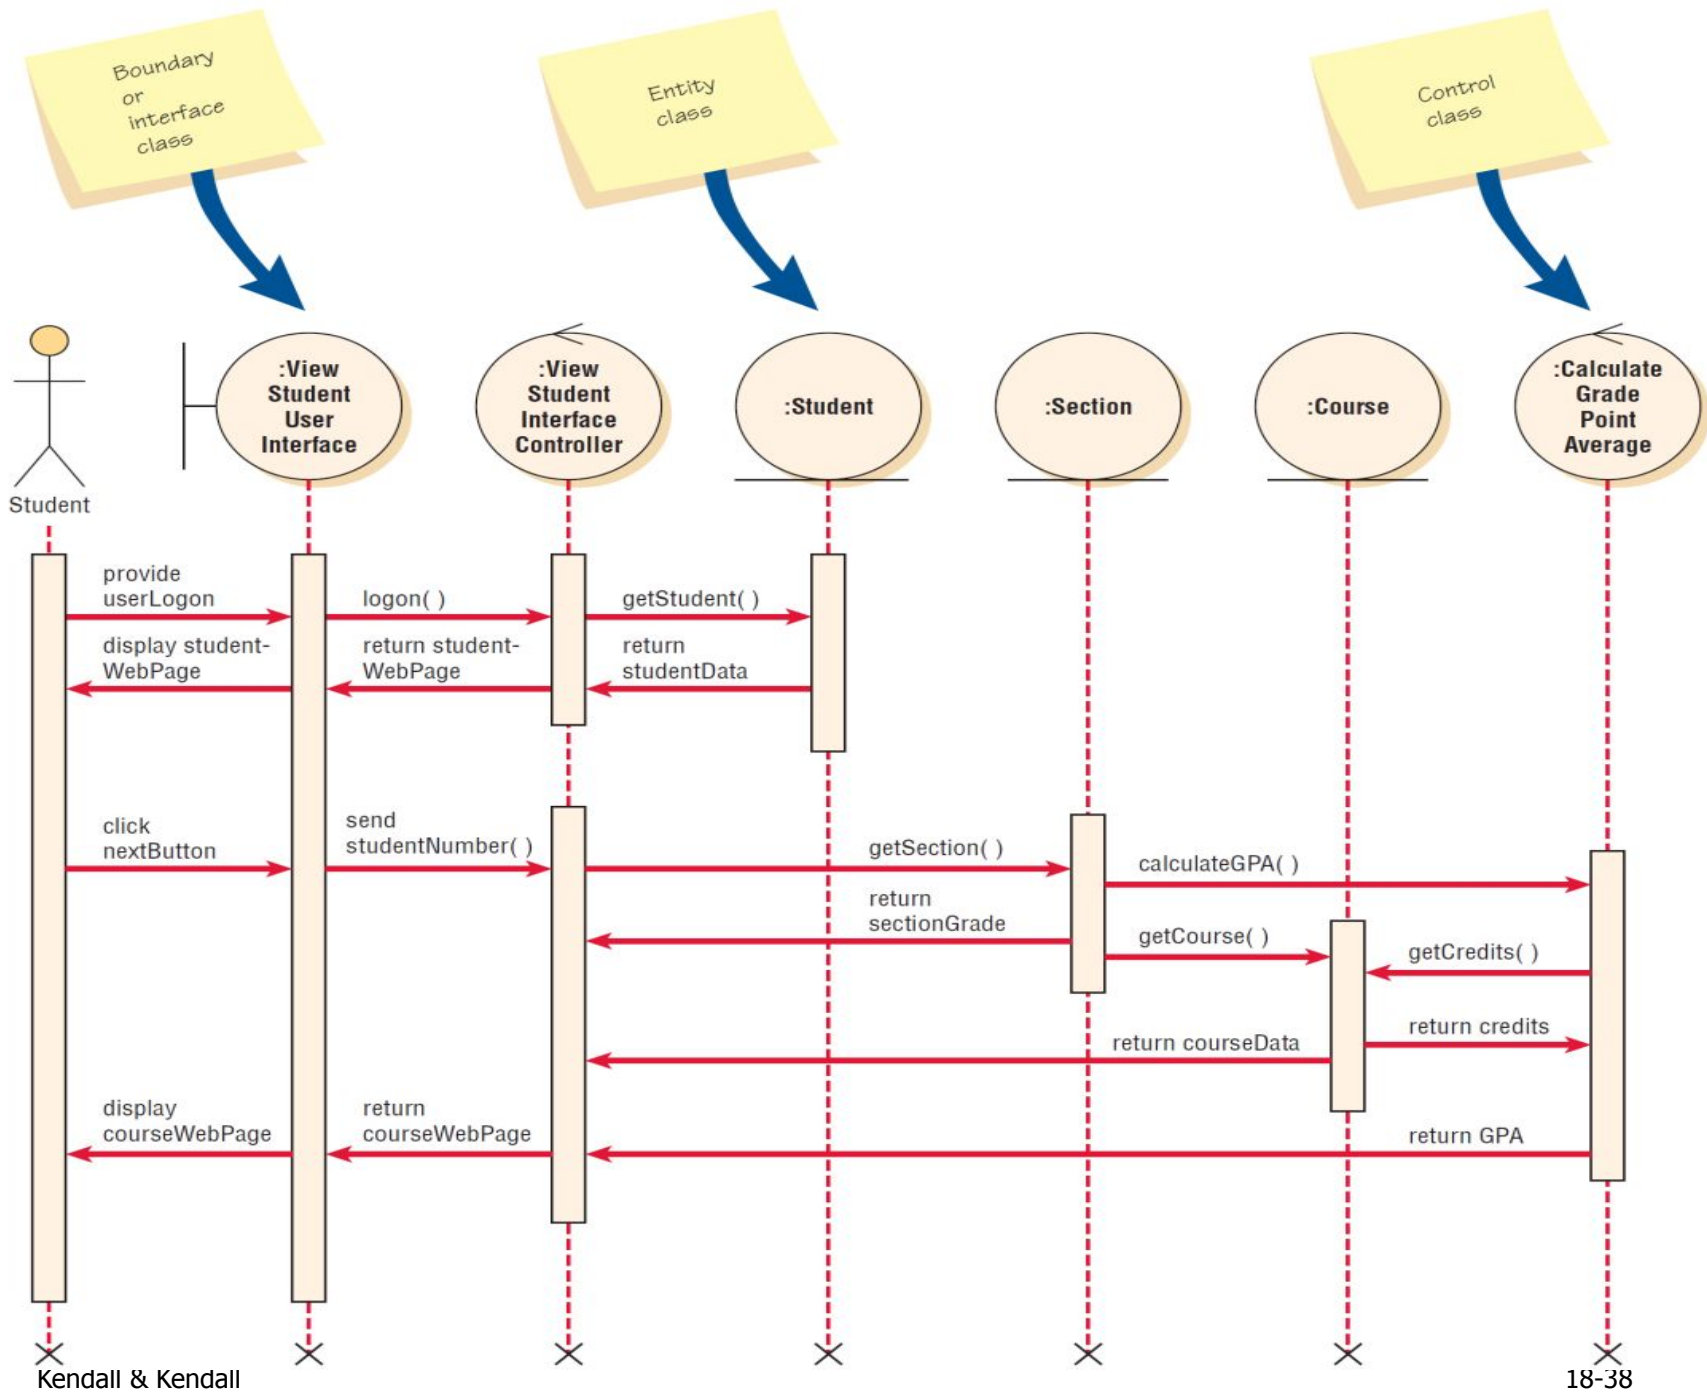 Boundary
or
interface
class
Entity
class
Control
class
:View
Student
User
Interface
:View
Student
Interface
Controller
:Student
:Section
:Course
:Calculate
Grade
Point
Average
Student
provide
userLogon
logon( )
getStudent( )
display student-
WebPage
return student-
WebPage
return
studentData
click
nextButton
send
studentNumber( )
getSection( )
calculateGPA( )
return
sectionGrade
getCourse( )
getCredits( )
return credits
return courseData
display
courseWebPage
return
courseWebPage
return GPA
Kendall & Kendall
18-38